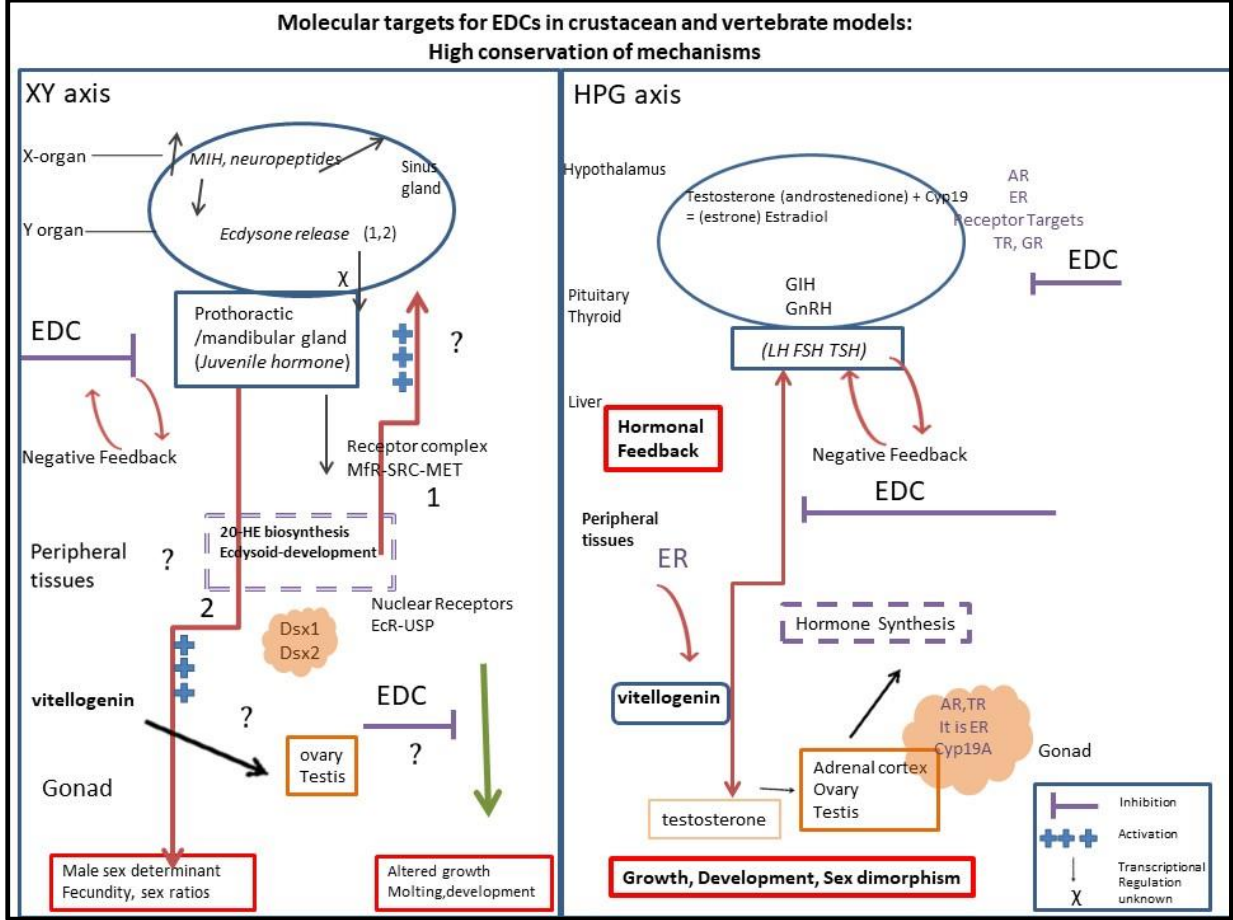 Molecular targets for EDCs in crustacean and vertebrate models:
High conservation of mechanisms
XY axis
X-organ
MIH, neuropeptides
Sinus
gland
Y organ
Ecdysone release (1,2)
χ
Prothoractic
/mandibular gland
(Juvenile hormone)
EDC
?
Negative Feedback
Receptor complex
MfR-SRC-MET
1
20-HE biosynthesis
Ecdysoid-development
Peripheral
tissues
?
2
Nuclear Receptors
EcR-USP
Dsx1
Dsx2
vitellogenin
EDC
?
?
ovary
Testis
Gonad
Male sex determinant
Fecundity, sex ratios
Altered growth
Molting,development
HPG axis
Hypothalamus
Testosterone (androstenedione) + Cyp19
= (estrone) Estradiol
AR
ER
Receptor Targets
TR, GR
EDC
GIH
GnRH
Pituitary
Thyroid
(LH FSH TSH)
Liver
Hormonal
Feedback
Negative Feedback
EDC
Peripheral
tissues
ER
Hormone Synthesis
vitellogenin
AR,TR
It is ER
Cyp19A
Gonad
Adrenal cortex
Ovary
Testis
testosterone
Growth, Development, Sex dimorphism
Inhibition
Activation
Transcriptional
Regulation
unknown
χ